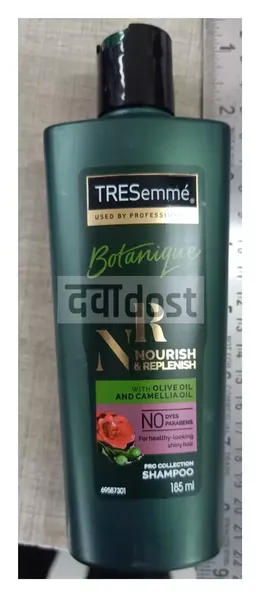 TRESemmé
USED BY PROFESSIONALS
Botanique
दवाdost
NR
NOURISH
& REPLENISH
WITH OLIVE OIL
AND CAMELLIA OIL
NO DYES
PARABENS
For healthy-looking
shiny hair
PRO COLLECTION
SHAMPOO
69587301
185 ml